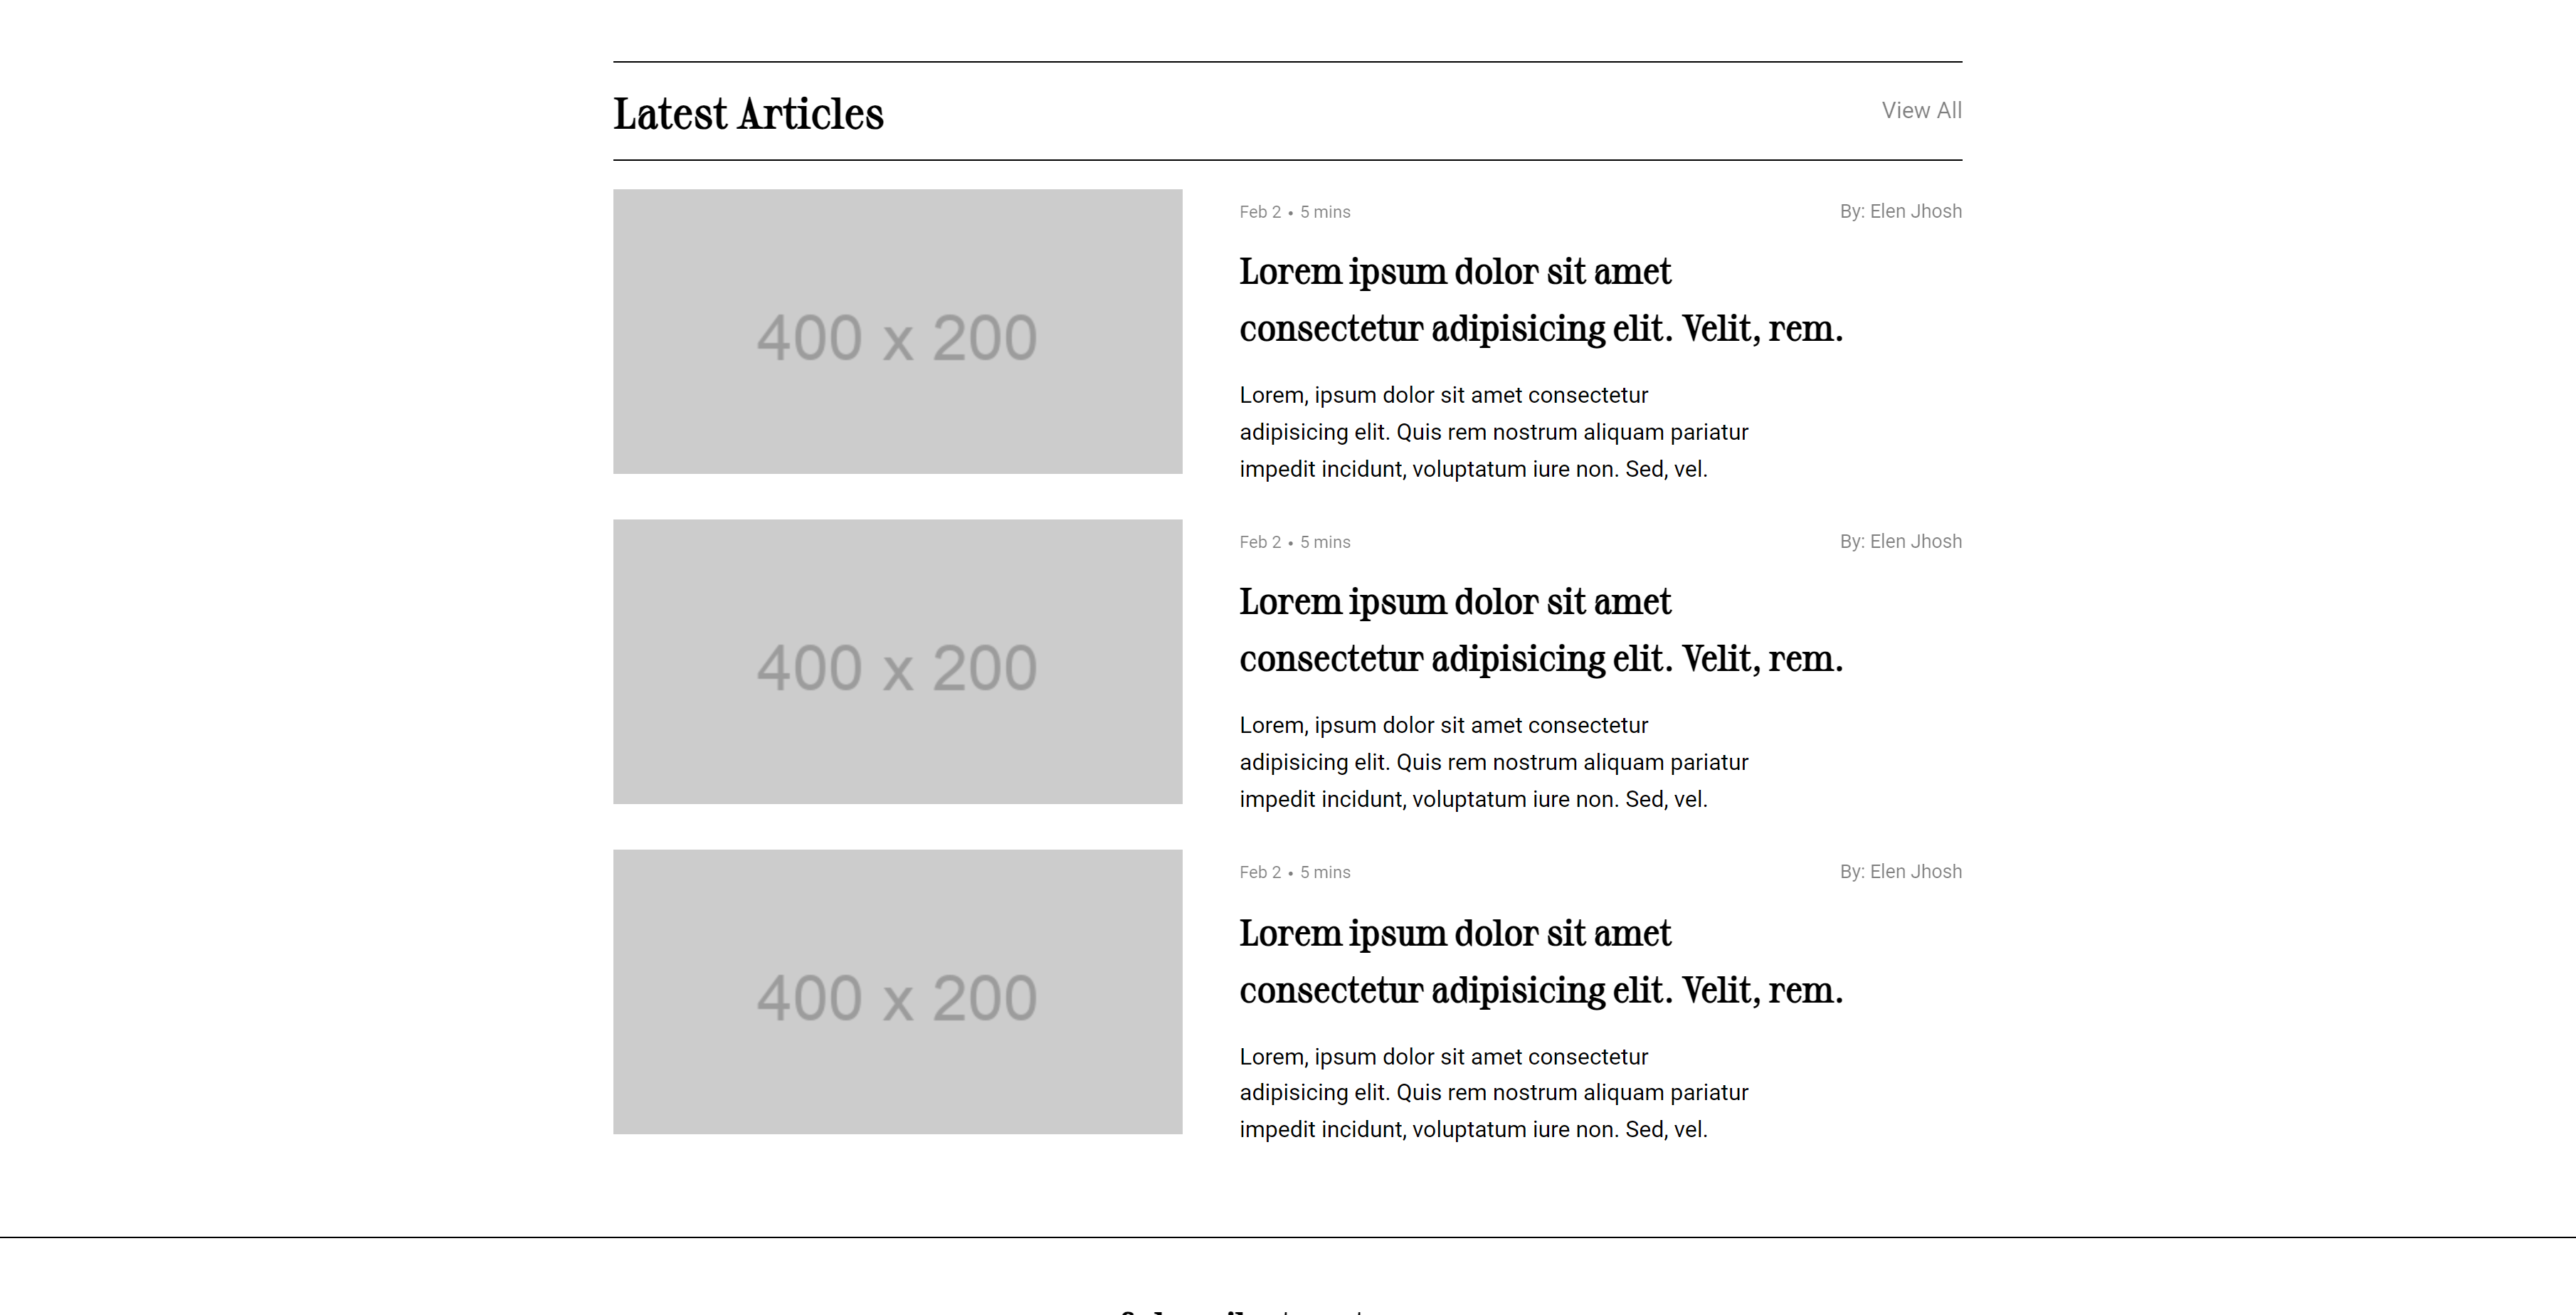 Latest Articles
View All
400 x 200
Feb 2 • 5 mins
By: Elen Jhosh
Lorem ipsum dolor sit amet
consectetur adipisicing elit. Velit, rem.
Lorem, ipsum dolor sit amet consectetur
adipisicing elit. Quis rem nostrum aliquam pariatur
impedit incidunt, voluptatum iure non. Sed, vel.
400 x 200
Feb 2 • 5 mins
By: Elen Jhosh
Lorem ipsum dolor sit amet
consectetur adipisicing elit. Velit, rem.
Lorem, ipsum dolor sit amet consectetur
adipisicing elit. Quis rem nostrum aliquam pariatur
impedit incidunt, voluptatum iure non. Sed, vel.
400 x 200
Feb 2 • 5 mins
By: Elen Jhosh
Lorem ipsum dolor sit amet
consectetur adipisicing elit. Velit, rem.
Lorem, ipsum dolor sit amet consectetur
adipisicing elit. Quis rem nostrum aliquam pariatur
impedit incidunt, voluptatum iure non. Sed, vel.